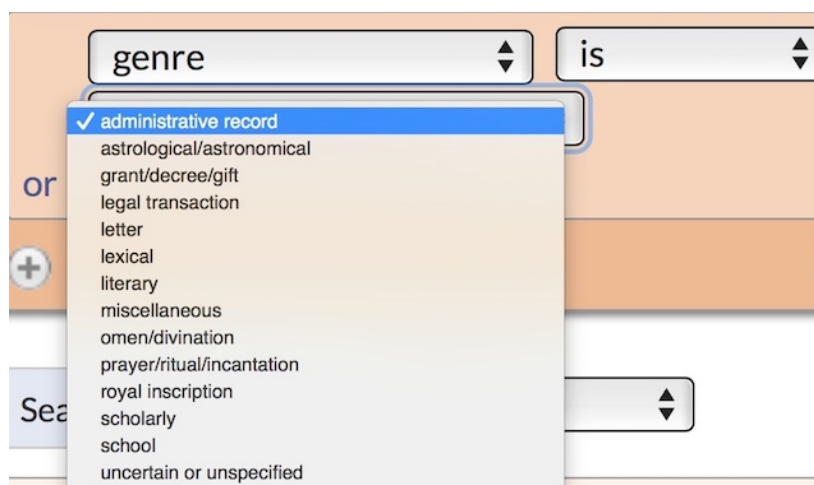 genre is
✓ administrative record
astrological/astronomical
grant/decree/gift
or
legal transaction
letter
lexical
literary
miscellaneous
omen/divination
prayer/ritual/incantation
royal inscription
Sea
scholarly
school
uncertain or unspecified